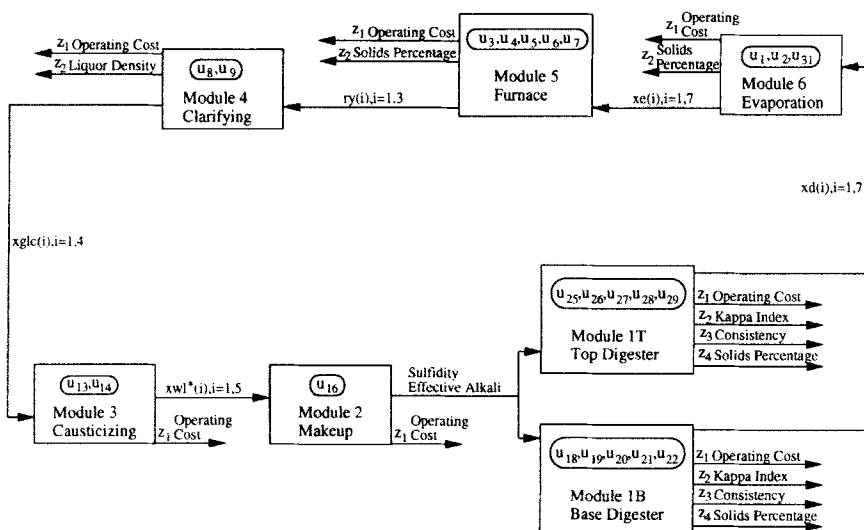 z1 Operating Cost
z2 Liquor Density
u8,u9
Module 4
Clarifying
z1 Operating Cost
z2 Solids Percentage
ry(i),i=1.3
u3,u4,u5,u6,u7
Module 5
Furnace
Operating
z1 Cost
Solids
z2 Percentage
xe(i),i=1,7
u1,u2,u31
Module 6
Evaporation
xd(i),i=1,7
xglc(i),i=1.4
u13,u14
Module 3
Causticizing
xwl*(i),i=1,5
Operating
z1 Cost
u16
Module 2
Makeup
Sulfidity
Effective Alkali
Operating
z1 Cost
u25,u26,u27,u28,u29
Module 1T
Top Digester
z1 Operating Cost
z2 Kappa Index
z3 Consistency
z4 Solids Percentage
u18,u19,u20,u21,u22
Module 1B
Base Digester
z1 Operating Cost
z2 Kappa Index
z3 Consistency
z4 Solids Percentage